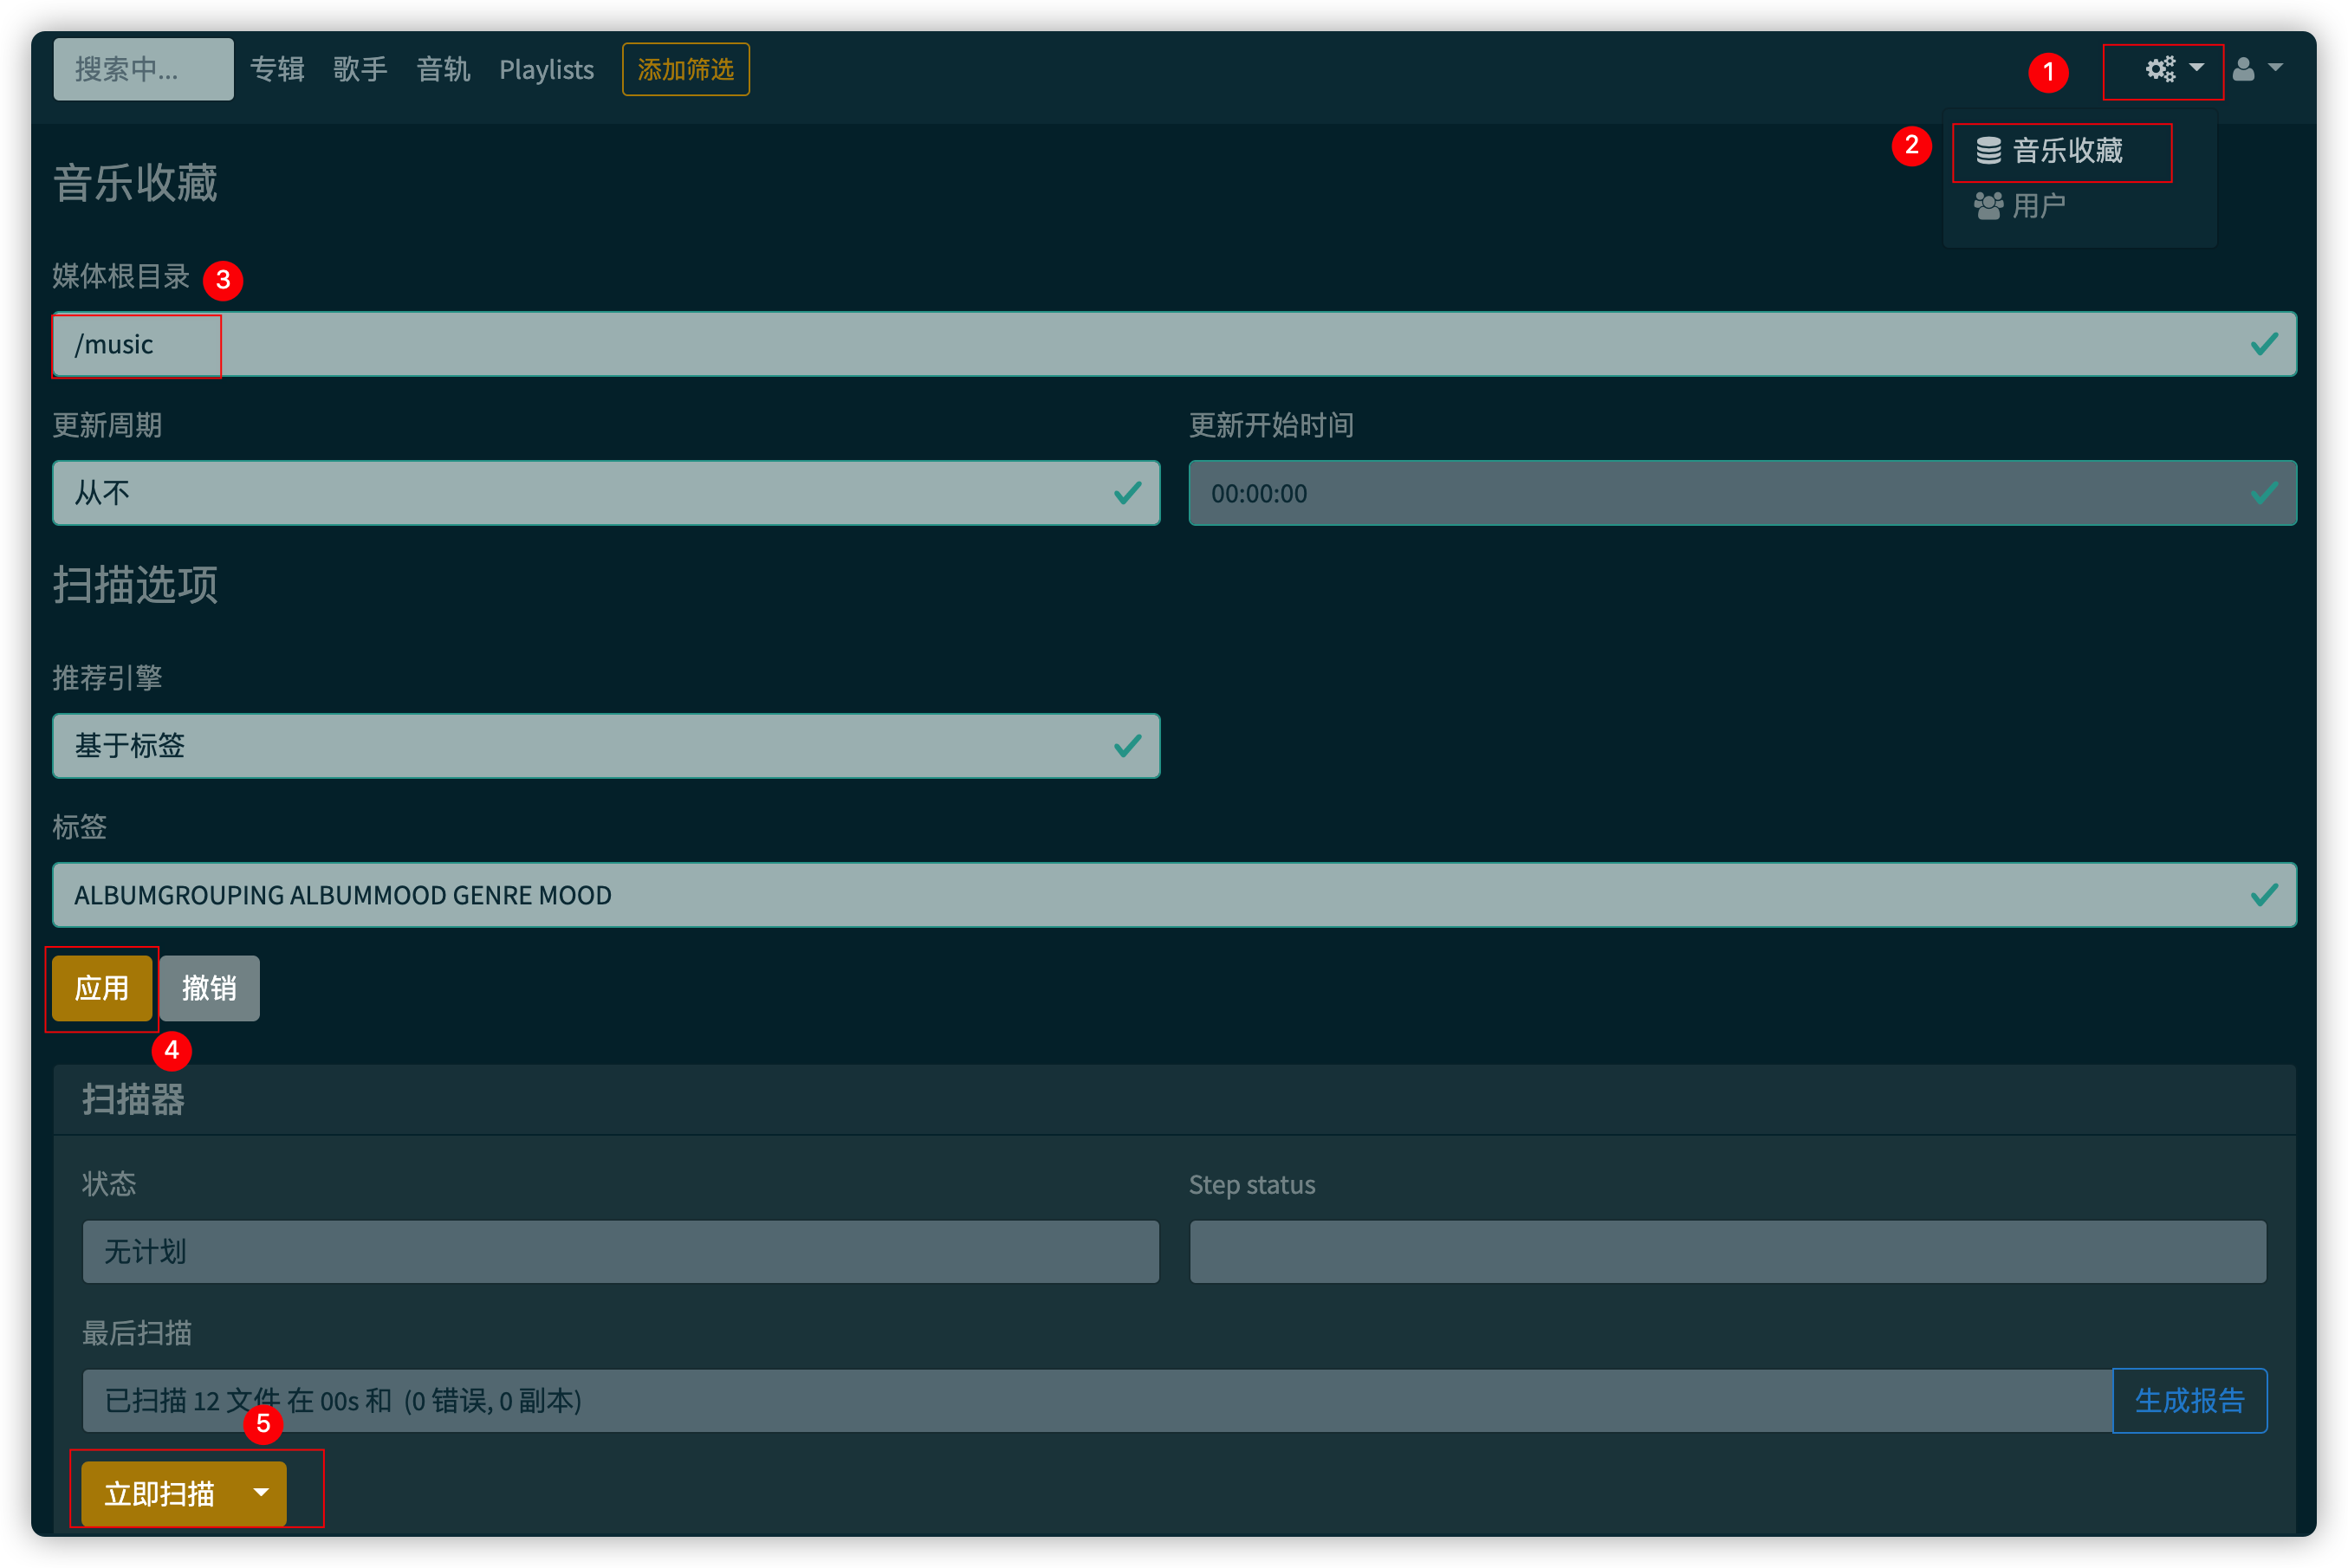 搜索中... 专辑 歌手 音轨 Playlists 添加筛选 1
2 音乐收藏
用户
音乐收藏
媒体根目录 3
/music
更新周期 更新开始时间
从不 00:00:00
扫描选项
推荐引擎
基于标签
标签
ALBUMGROUPING ALBUMMOOD GENRE MOOD
应用 撤销
4
扫描器
状态 Step status
无计划
最后扫描
已扫描 12 文件 在 00s 和 (0 错误, 0 副本) 生成报告
5
立即扫描